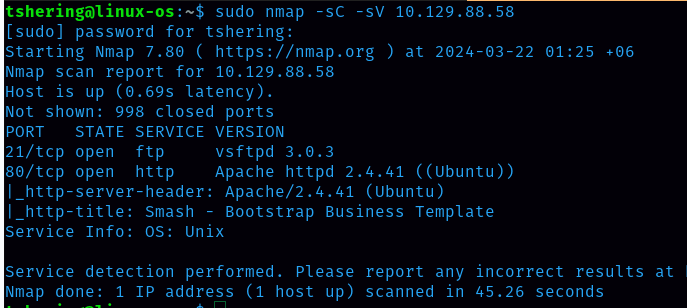 tshering@linux-os:~$ sudo nmap -sC -sV 10.129.88.58
[sudo] password for tshering:
Starting Nmap 7.80 ( https://nmap.org ) at 2024-03-22 01:25 +06
Nmap scan report for 10.129.88.58
Host is up (0.69s latency).
Not shown: 998 closed ports
PORT   STATE SERVICE VERSION
21/tcp open  ftp     vsftpd 3.0.3
80/tcp open  http    Apache httpd 2.4.41 ((Ubuntu))
|_http-server-header: Apache/2.4.41 (Ubuntu)
|_http-title: Smash - Bootstrap Business Template
Service Info: OS: Unix
Service detection performed. Please report any incorrect results at
Nmap done: 1 IP address (1 host up) scanned in 45.26 seconds